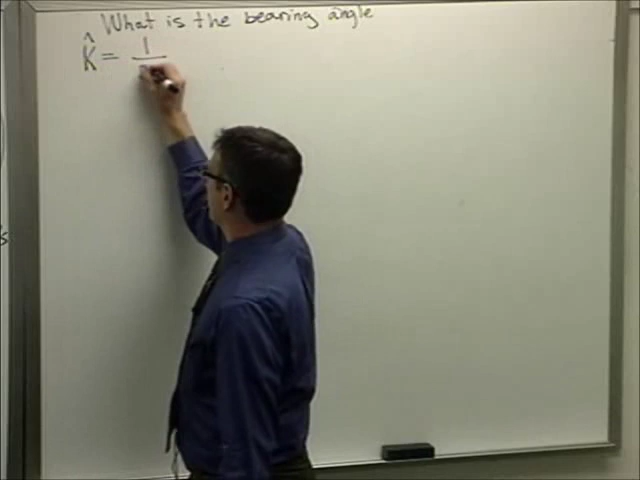 What is the bearing angle
K̂ = 1